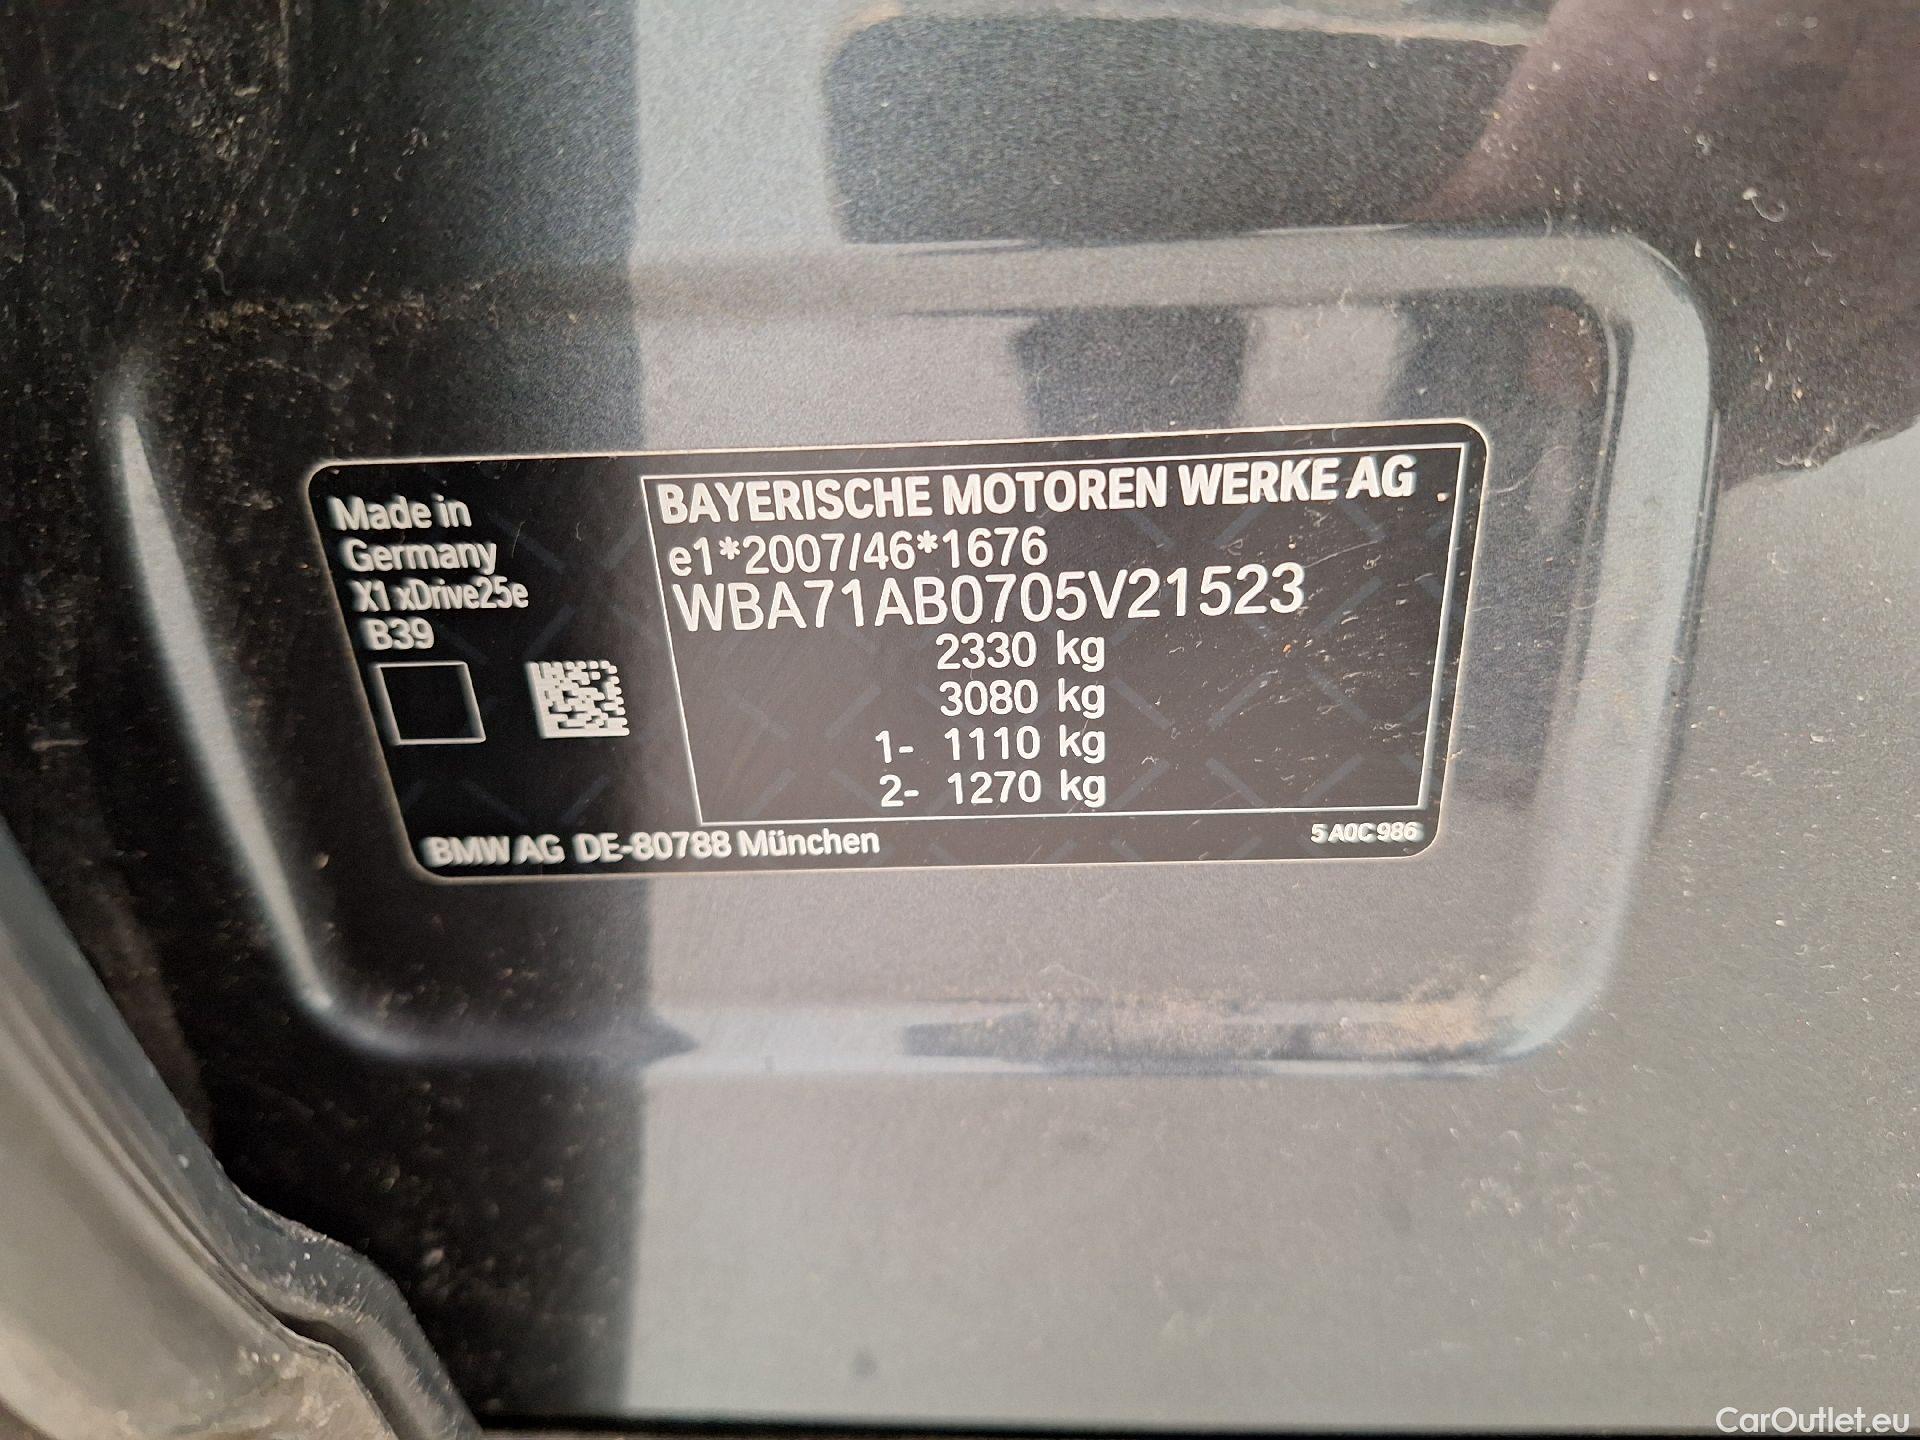 Made in
Germany
X1 xDrive25e
B39
BAYERISCHE MOTOREN WERKE AG
e1*2007/46*1676
WBA71AB0705V21523
2330 kg
3080 kg
1- 1110 kg
2- 1270 kg
BMW AG DE-80788 München
5 A0C 986
CarOutlet.eu